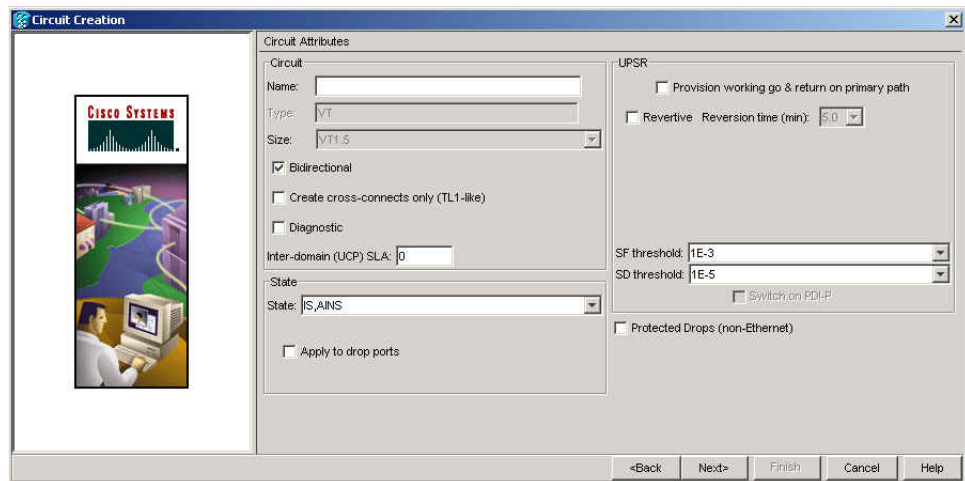 Circuit Creation
CISCO SYSTEMS
Circuit Attributes
Circuit
Name:
Type: VT
Size: VT1.5
Bidirectional
Create cross-connects only (TL1-like)
Diagnostic
Inter-domain (UCP) SLA: 0
State
State: IS,AINS
Apply to drop ports
UPSR
Provision working go & return on primary path
Revertive Reversion time (min): 5.0
SF threshold: 1E-3
SD threshold: 1E-5
Switch on PDI-P
Protected Drops (non-Ethernet)
<Back Next> Finish Cancel Help